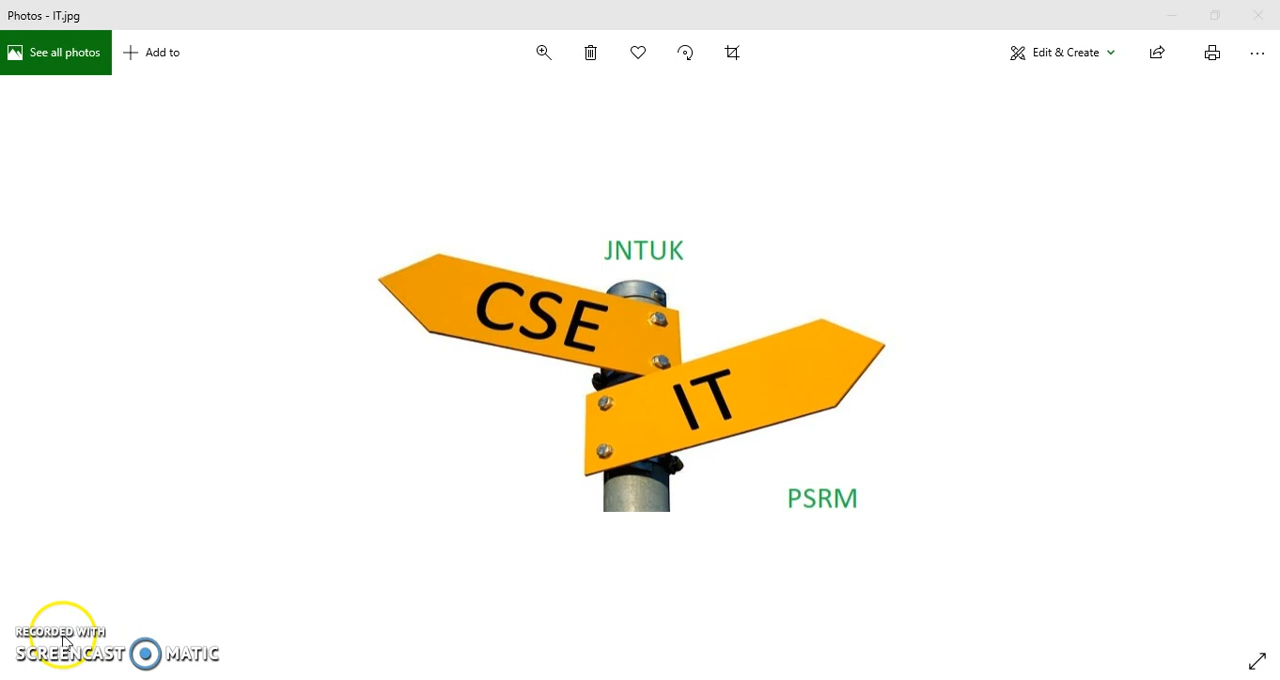 Photos - IT.jpg
See all photos
Add to
Edit & Create
JNTUK
CSE
IT
PSRM
RECORDED WITH
SCREENCAST MATIC